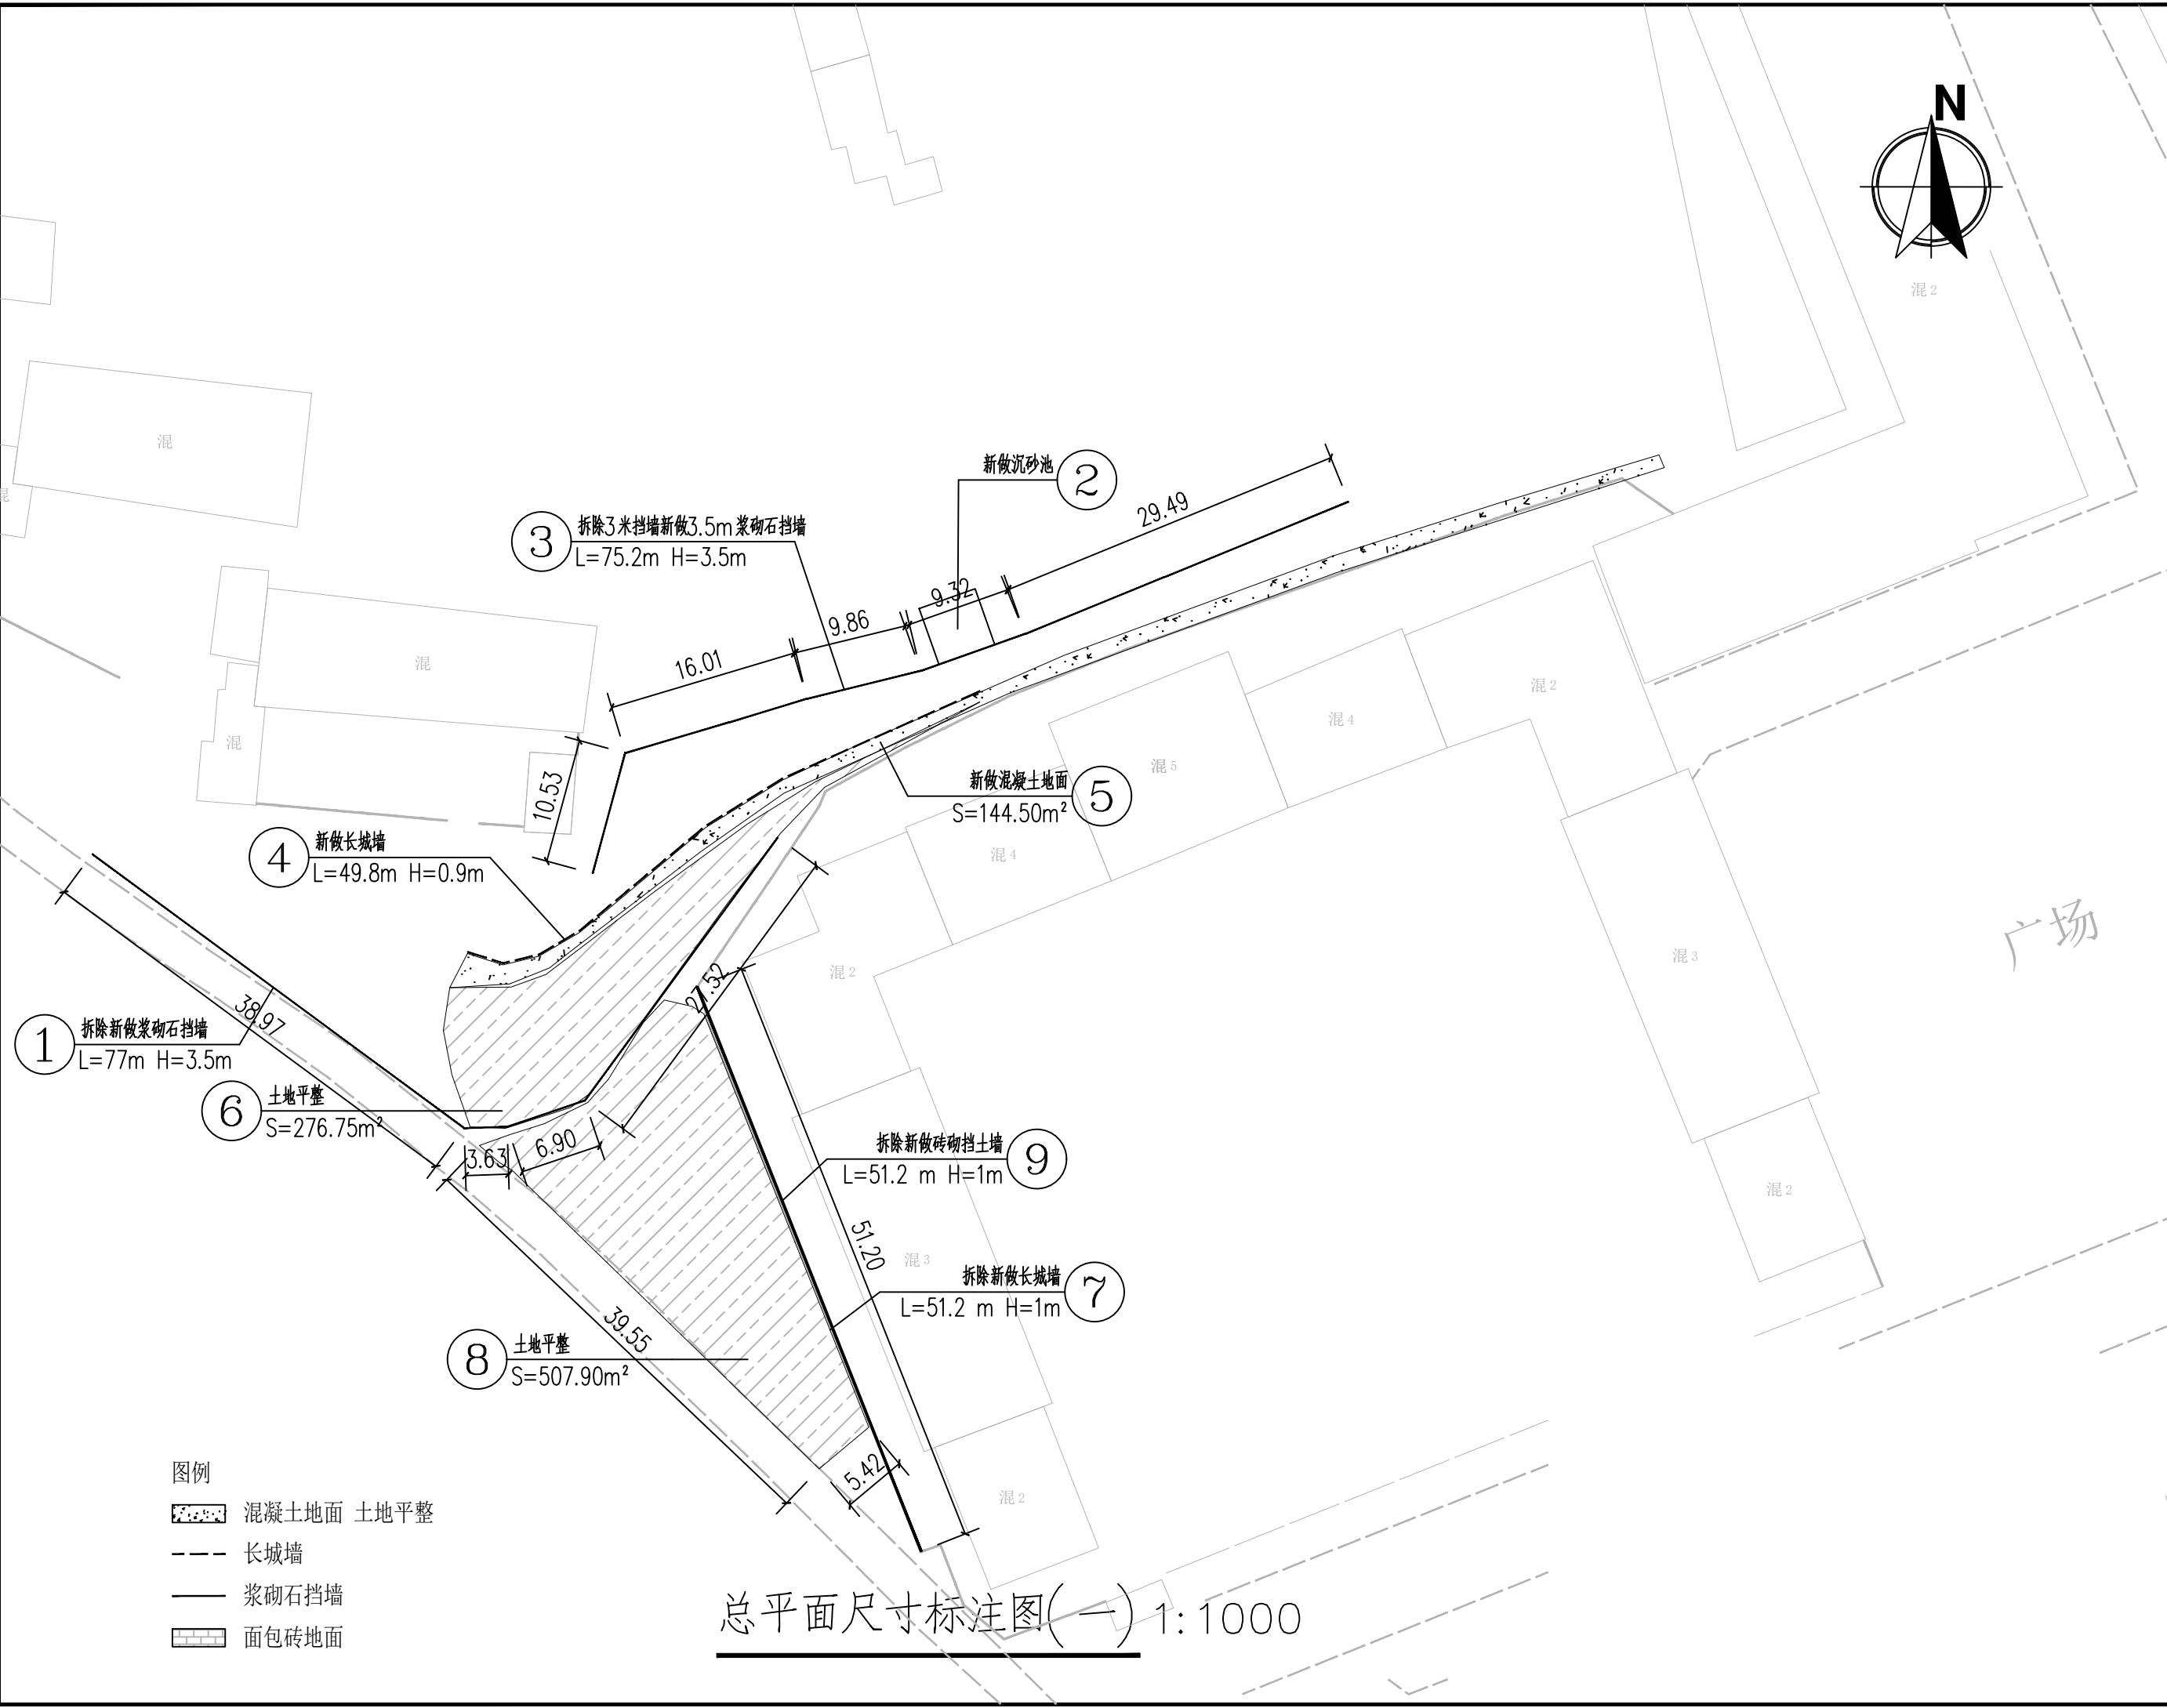 N
混2
混
新做沉砂池
②
29.49
混
③
拆除3米挡墙新做3.5m浆砌石挡墙
L=75.2m H=3.5m
9.32
9.86
16.01
混
混2
混4
混
混5
10.53
新做混凝土地面
⑤
S=144.50m²
④
新做长城墙
L=49.8m H=0.9m
混4
广场
混3
混2
27.52
38.97
①
拆除新做浆砌石挡墙
L=77m H=3.5m
⑥
土地平整
S=276.75m²
6.90
3.63
拆除新做砖砌挡土墙
⑨
L=51.2 m H=1m
混2
51.20
混3
拆除新做长城墙
⑦
L=51.2 m H=1m
39.55
⑧
土地平整
S=507.90m²
5.42
混2
图例
混凝土地面 土地平整
长城墙
浆砌石挡墙
面包砖地面
总平面尺寸标注图(一) 1:1000